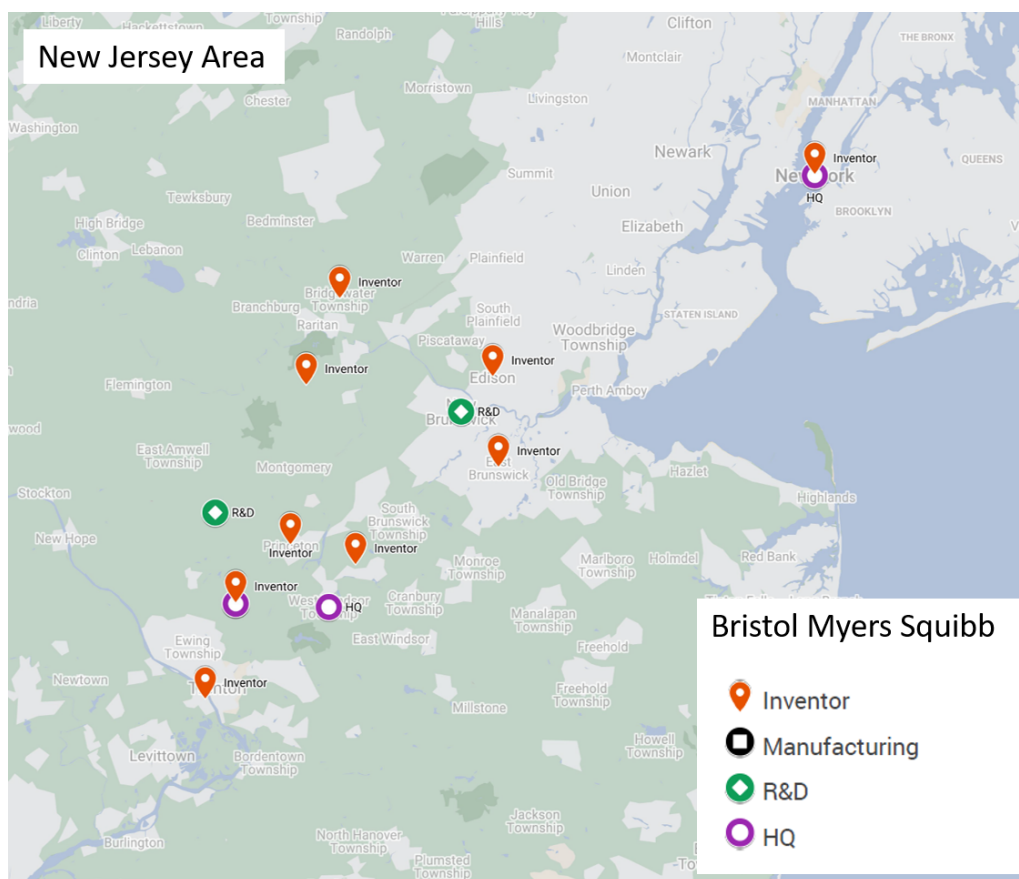 Liberty
Hackettstown
Township
Hills
Clifton
THE BRONX
New Jersey Area
Randolph
Montclair
Morristown
Chester
Livingston
MANHATTAN
Washington
Newark
Inventor
QUEENS
Summit
New York
Union
HQ
Tewksbury
BROOKLYN
Bedminster
High Bridge
Elizabeth
Clinton
Lebanon
Warren
Plainfield
Linden
Inventor
Bridgewater
Township
Branchburg
Raritan
South
Plainfield
STATEN ISLAND
Woodbridge
Township
Piscataway
Inventor
Inventor
Edison
Flemington
Perth Amboy
R&D
Brunswick
East Amwell
Township
Inventor
East
Brunswick
Montgomery
Hazlet
Old Bridge
Township
Stockton
Highlands
South
Brunswick
Township
R&D
New Hope
Princeton
Inventor
Inventor
Monroe
Township
Marlboro
Township
Holmdel
Red Bank
Inventor
Cranbury
Township
HQ
Manalapan
Township
Ewing
Township
East Windsor
Freehold
Newtown
Inventor
Trenton
Freehold
Township
Millstone
Levittown
Bordentown
Township
Howell
Township
Jackson
Township
Burlington
North Hanover
Township
Plumsted
Township
Bristol Myers Squibb
Inventor
Manufacturing
R&D
HQ